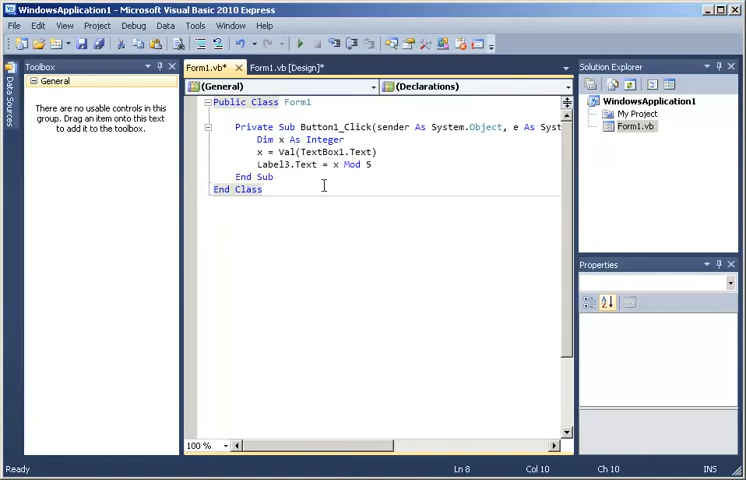 WindowsApplication1 - Microsoft Visual Basic 2010 Express
File Edit View Project Debug Data Tools Window Help
Toolbox
Form1.vb*
Form1.vb [Design]*
Solution Explorer
Data Sources
General
There are no usable controls in this
group. Drag an item onto this text
to add it to the toolbox.
(General)
(Declarations)
Public Class Form1
Private Sub Button1_Click(sender As System.Object, e As Syst
Dim x As Integer
x = Val(TextBox1.Text)
Label3.Text = x Mod 5
End Sub
End Class
WindowsApplication1
My Project
Form1.vb
Properties
100 %
Ready
Ln 8
Col 10
Ch 10
INS